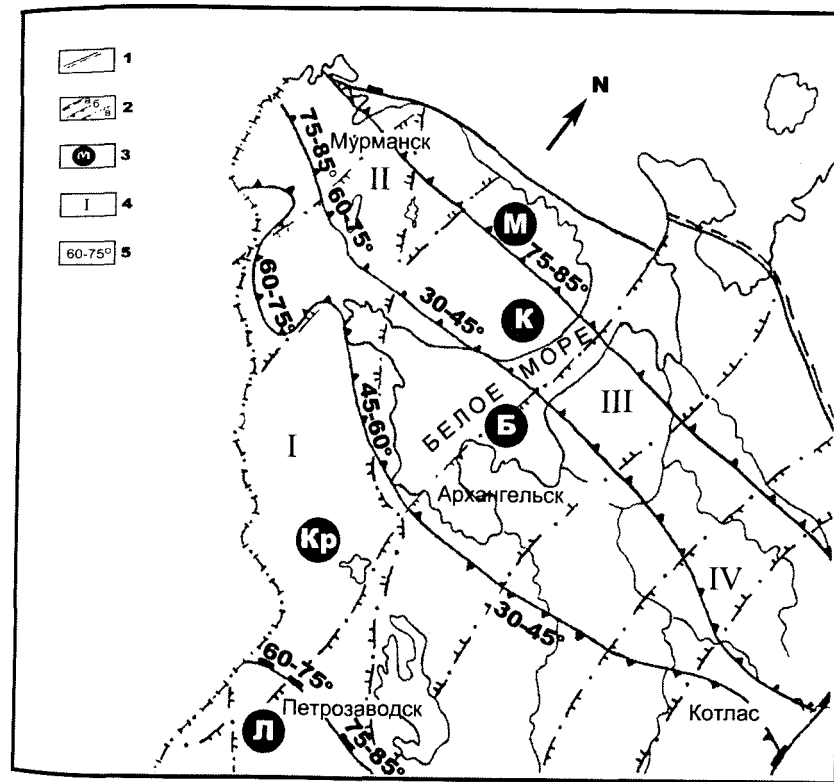 1
а б в
2
М
3
I
4
60-75°
5
N
Мурманск
75-85°
II
60-75°
М
75-85°
60-75°
30-45°
К
БЕЛОЕ МОРЕ
III
45-60°
Б
I
Архангельск
Кр
IV
30-45°
60-75°
Петрозаводск
Котлас
Л
75-85°